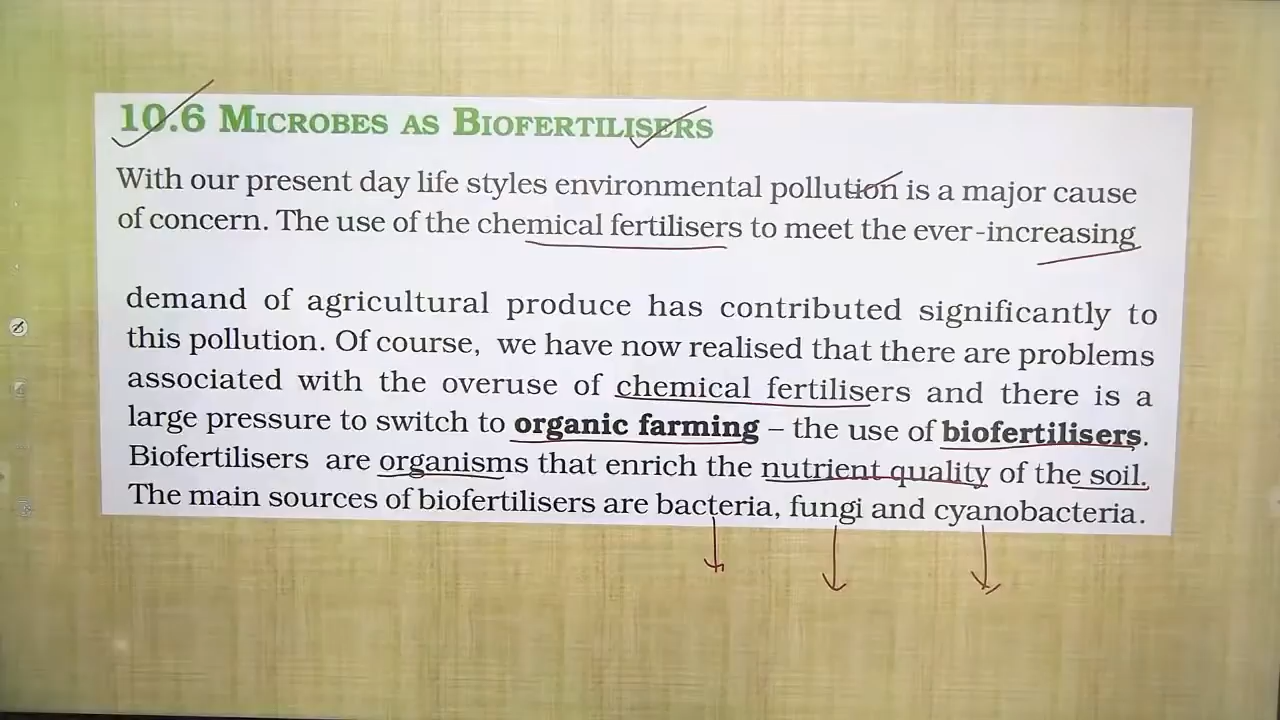 10.6 MICROBES AS BIOFERTILISERS
With our present day life styles environmental pollution is a major cause
of concern. The use of the chemical fertilisers to meet the ever-increasing
demand of agricultural produce has contributed significantly to
this pollution. Of course, we have now realised that there are problems
associated with the overuse of chemical fertilisers and there is a
large pressure to switch to organic farming – the use of biofertilisers.
Biofertilisers are organisms that enrich the nutrient quality of the soil.
The main sources of biofertilisers are bacteria, fungi and cyanobacteria.